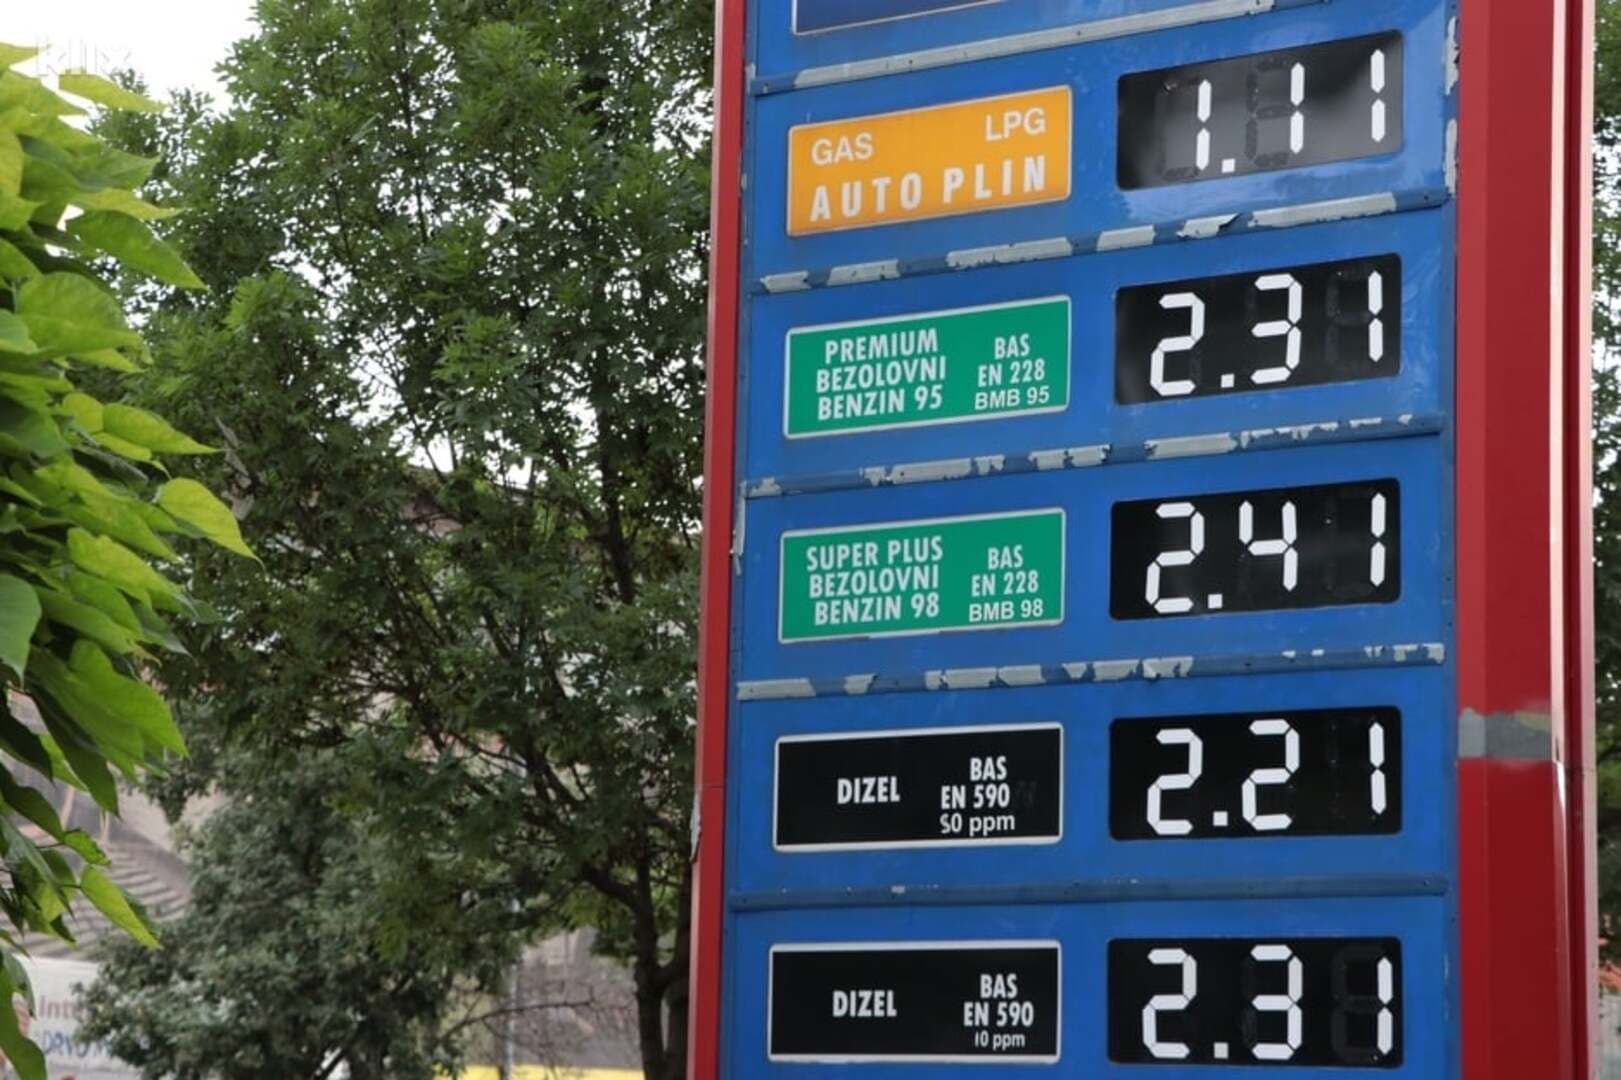 klix
GAS LPG
AUTO PLIN
1.11
PREMIUM
BEZOLOVNI
BENZIN 95
BAS
EN 228
BMB 95
2.31
SUPER PLUS
BEZOLOVNI
BENZIN 98
BAS
EN 228
BMB 98
2.41
DIZEL
BAS
EN 590
50 ppm
2.21
DIZEL
BAS
EN 590
10 ppm
2.31